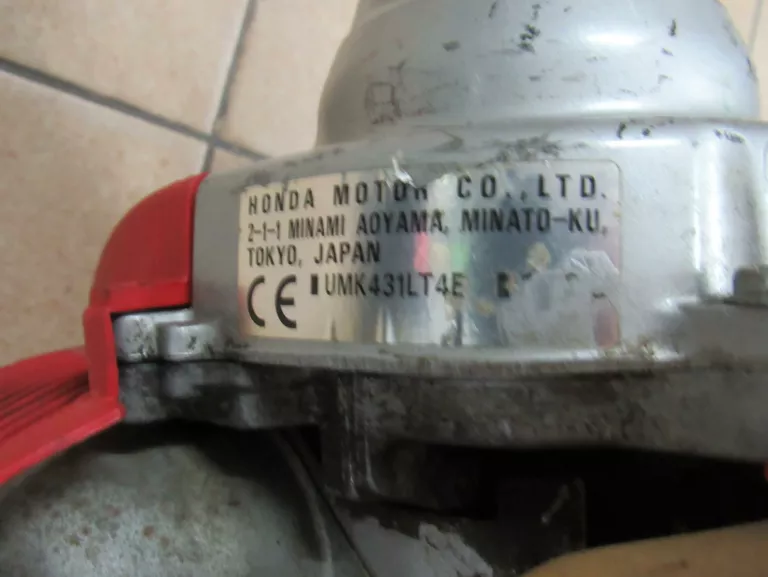 HONDA MOTOR CO., LTD.
2-1-1 MINAMI AOYAMA, MINATO-KU,
TOKYO, JAPAN
CE ▮UMK431LT4E